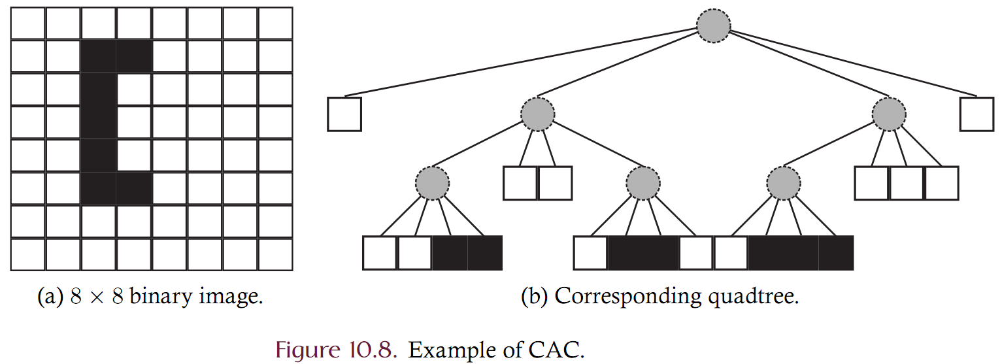 (a) 8 × 8 binary image.
(b) Corresponding quadtree.
Figure 10.8. Example of CAC.